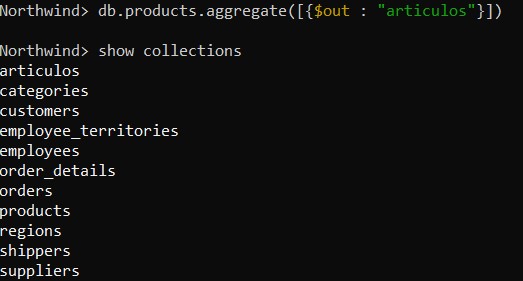 Northwind> db.products.aggregate([{$out : "articulos"}])
Northwind> show collections
articulos
categories
customers
employee_territories
employees
order_details
orders
products
regions
shippers
suppliers